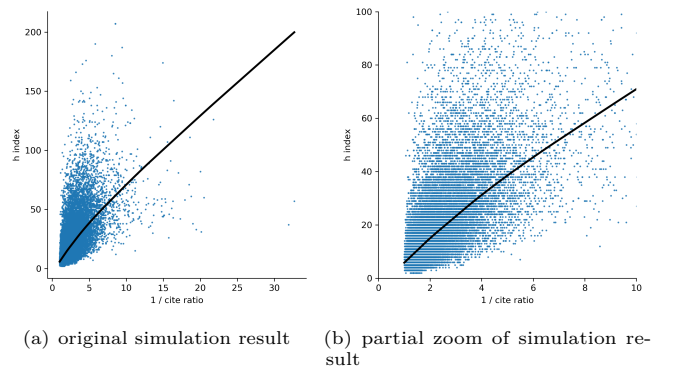 200
150
100
50
0
h index
0 5 10 15 20 25 30
1 / cite ratio
100
80
60
40
20
0
h index
0 2 4 6 8 10
1 / cite ratio
(a) original simulation result
(b) partial zoom of simulation re-
sult